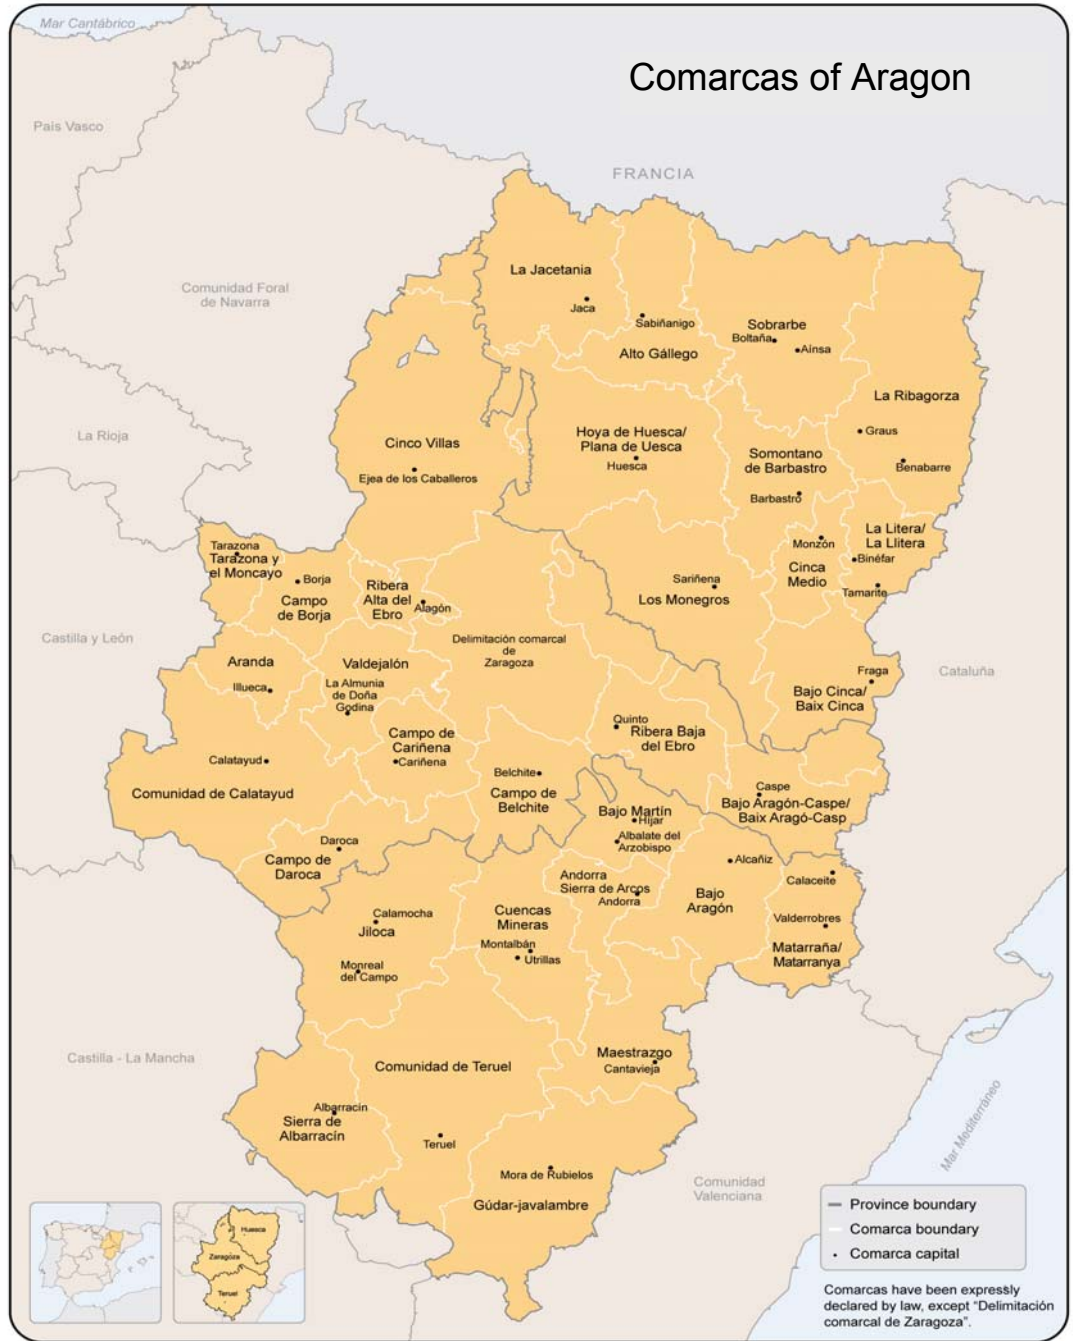 Mar Cantábrico
Comarcas of Aragon
País Vasco
FRANCIA
La Jacetania
Jaca
Comunidad Foral
de Navarra
Sabiñanigo
Sobrarbe
Boltaña
Aínsa
Alto Gállego
La Ribagorza
La Rioja
Cinco Villas
Ejea de los Caballeros
Hoya de Huesca/
Plana de Uesca
Huesca
Graus
Somontano
de Barbastro
Benabarre
Barbastro
La Litera/
La Llitera
Tarazona
Tarazona y
el Moncayo
Monzón
Binéfar
Cinca
Medio
Borja
Campo
de Borja
Ribera
Alta del
Ebro
Alagón
Sariñena
Los Monegros
Tamarite
Castilla y León
Delimitación comarcal
de
Zaragoza
Aranda
Illueca
Valdejalón
La Almunia
de Doña
Godina
Fraga
Bajo Cinca/
Baix Cinca
Cataluña
Quinto
Ribera Baja
del Ebro
Campo de
Cariñena
Cariñena
Calatayud
Comunidad de Calatayud
Belchite
Campo de
Belchite
Caspe
Bajo Aragón-Caspe/
Baix Aragó-Casp
Bajo Martín
Híjar
Albalate del
Arzobispo
Daroca
Campo de
Daroca
Alcañiz
Andorra
Sierra de Arcos
Andorra
Bajo
Aragón
Calaceite
Calamocha
Jiloca
Cuencas
Mineras
Valderrobres
Montalbán
Utrillas
Matarraña/
Matarranya
Monreal
del Campo
Castilla - La Mancha
Comunidad de Teruel
Maestrazgo
Cantavieja
Albarracín
Sierra de
Albarracín
Teruel
Mora de Rubielos
Gúdar-javalambre
Comunidad
Valenciana
Mar Mediterráneo
Huesca
Zaragoza
Teruel
Province boundary
Comarca boundary
Comarca capital
Comarcas have been expressly
declared by law, except "Delimitación
comarcal de Zaragoza".